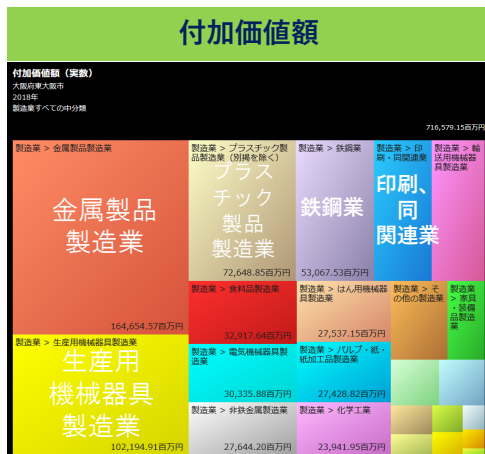 付加価値額
付加価値額（実数）
大阪府東大阪市
2018年
製造業すべての中分類
716,579.15百万円
製造業 > 金属製品製造業
金属製品
製造業
164,654.57百万円
製造業 > 生産用機械器具製造業
生産用
機械器具
製造業
102,194.91百万円
製造業 > プラスチック製
品製造業（別掲を除く）
プラス
チック
製品
製造業
72,648.85百万円
製造業 > 鉄鋼業
鉄鋼業
53,067.53百万円
製造業 > 印
刷・同関連業
印刷、
同
関連業
製造業 > 輸
送用機械器
具製造業
製造業 > 食料品製造業
32,917.64百万円
製造業 > はん用機械器
具製造業
27,537.15百万円
製造業 > そ
の他の製造業
製造業
> 家具
・装備
品製造
業
製造業 > 電気機械器具製
造業
30,335.88百万円
製造業 > パルプ・紙・
紙加工品製造業
27,428.82百万円
製造業 > 非鉄金属製造業
27,644.20百万円
製造業 > 化学工業
23,941.95百万円